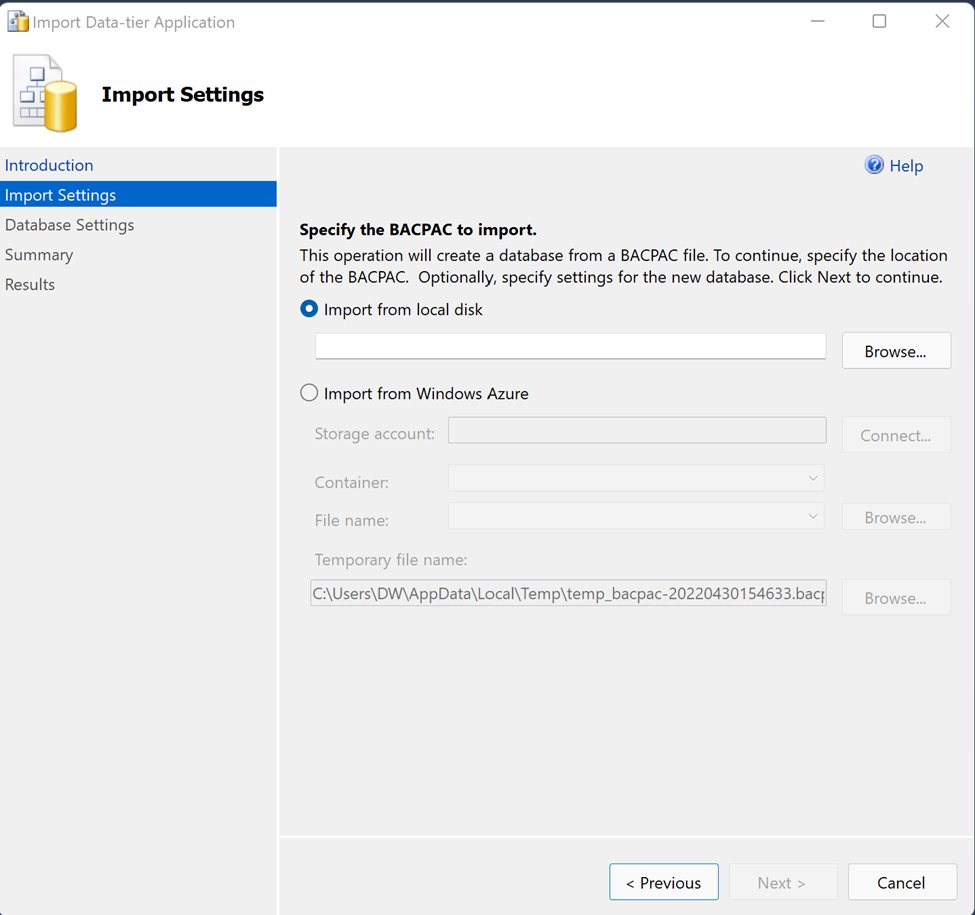 Import Data-tier Application
Import Settings
Introduction
Import Settings
Database Settings
Summary
Results
Help
Specify the BACPAC to import.
This operation will create a database from a BACPAC file. To continue, specify the location
of the BACPAC.  Optionally, specify settings for the new database. Click Next to continue.
Import from local disk
Browse...
Import from Windows Azure
Storage account:
Connect...
Container:
File name:
Browse...
Temporary file name:
C:\Users\DW\AppData\Local\Temp\temp_bacpac-20220430154633.bacp
Browse...
< Previous
Next >
Cancel